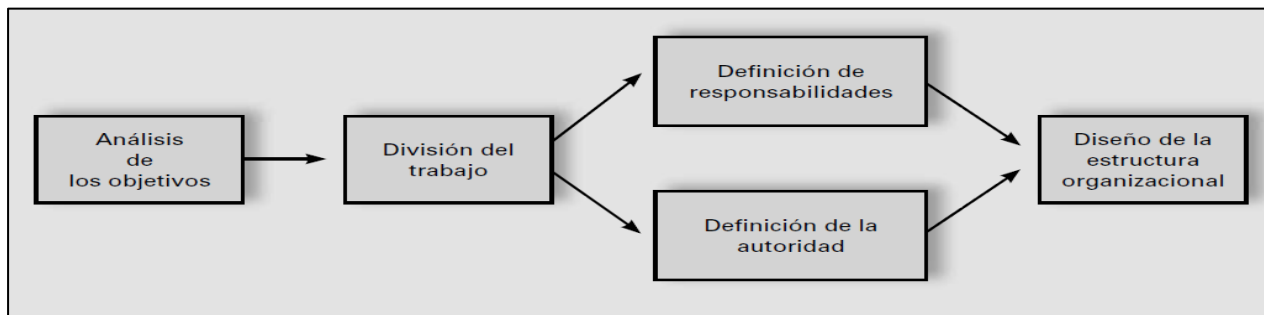 Análisis
de
los objetivos
División del
trabajo
Definición de
responsabilidades
Definición de la
autoridad
Diseño de la
estructura
organizacional